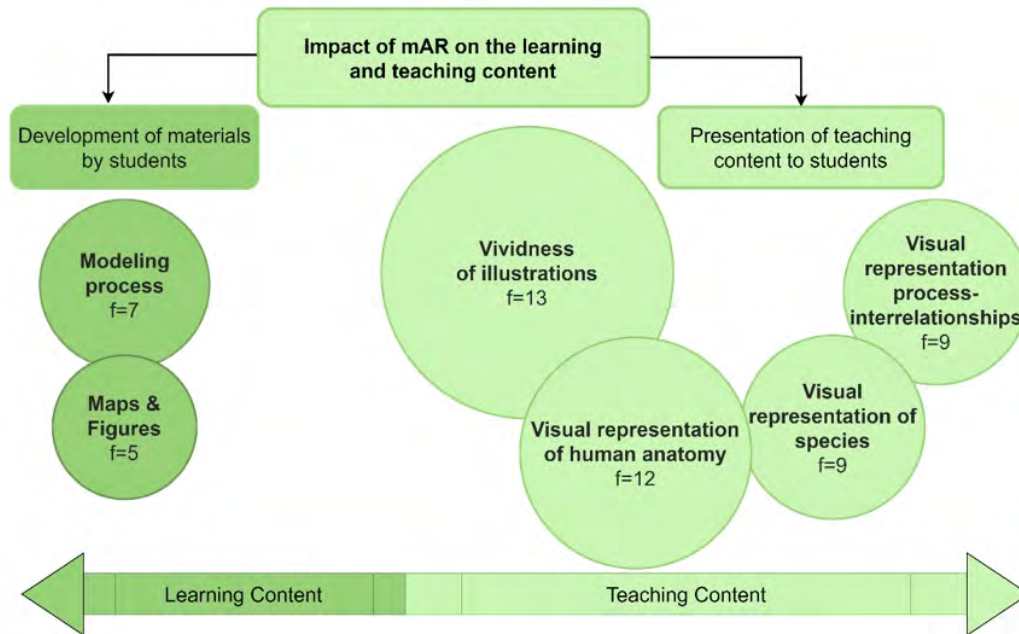 Impact of mAR on the learning
and teaching content
Development of materials
by students
Presentation of teaching
content to students
Modeling
process
f=7
Maps &
Figures
f=5
Vividness
of illustrations
f=13
Visual representation
of human anatomy
f=12
Visual
representation of
species
f=9
Visual
representation
process-
interrelationships
f=9
Learning Content
Teaching Content